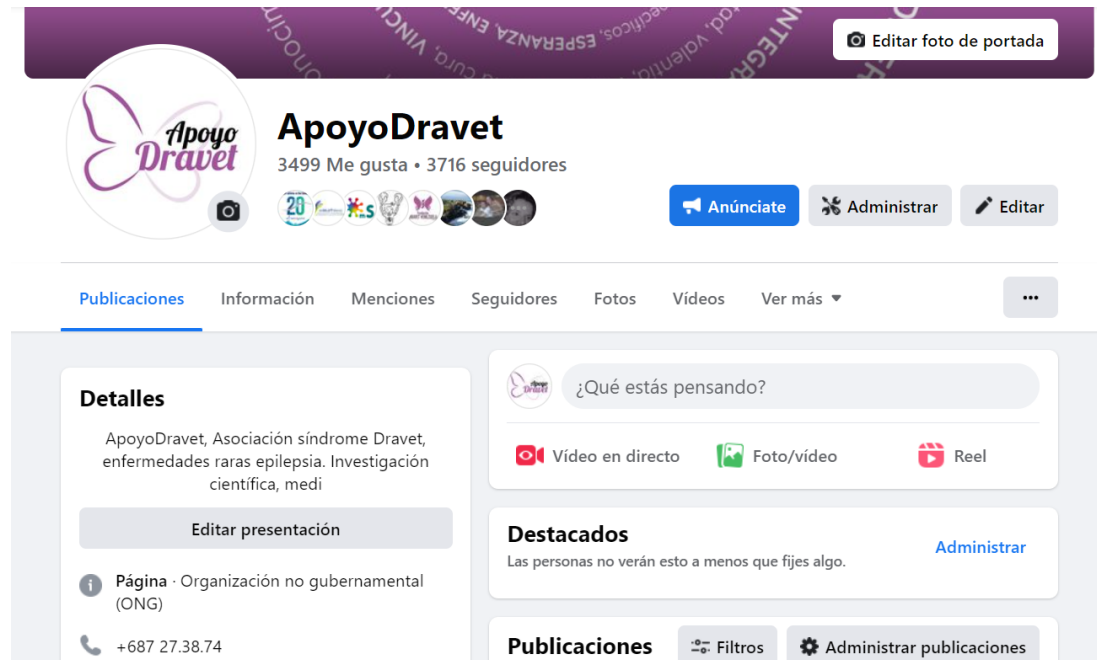 ESPERANZA,
Editar foto de portada
Apoyo
Dravet
ApoyoDravet
3499 Me gusta • 3716 seguidores
20
Anúnciate
Administrar
Editar
Publicaciones
Información
Menciones
Seguidores
Fotos
Vídeos
Ver más
Detalles
ApoyoDravet, Asociación síndrome Dravet,
enfermedades raras epilepsia. Investigación
científica, medi
Editar presentación
Página · Organización no gubernamental
(ONG)
+687 27.38.74
¿Qué estás pensando?
Vídeo en directo
Foto/vídeo
Reel
Destacados
Las personas no verán esto a menos que fijes algo.
Administrar
Publicaciones
Filtros
Administrar publicaciones